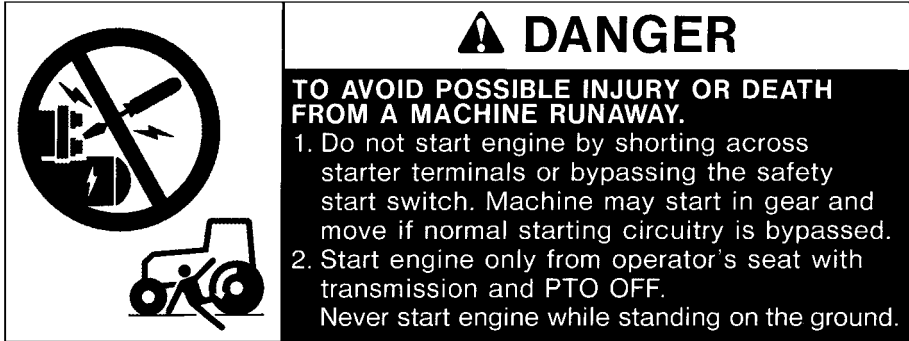 DANGER
TO AVOID POSSIBLE INJURY OR DEATH
FROM A MACHINE RUNAWAY.
1. Do not start engine by shorting across
starter terminals or bypassing the safety
start switch. Machine may start in gear and
move if normal starting circuitry is bypassed.
2. Start engine only from operator's seat with
transmission and PTO OFF.
Never start engine while standing on the ground.